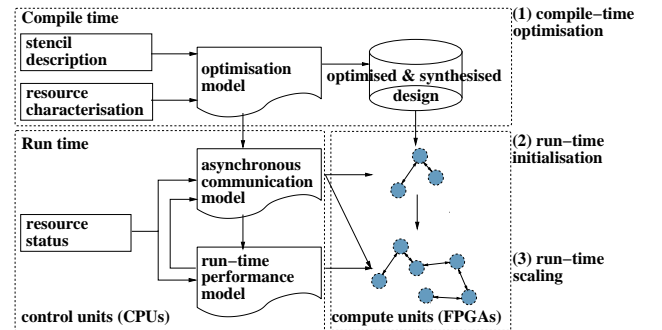 Compile time
(1) compile−time
optimisation
stencil
description
optimisation
model
optimised & synthesised
design
resource
characterisation
Run time
(2) run−time
initialisation
asynchronous
communication
model
resource
status
run−time
performance
model
(3) run−time
scaling
control units (CPUs)
compute units (FPGAs)